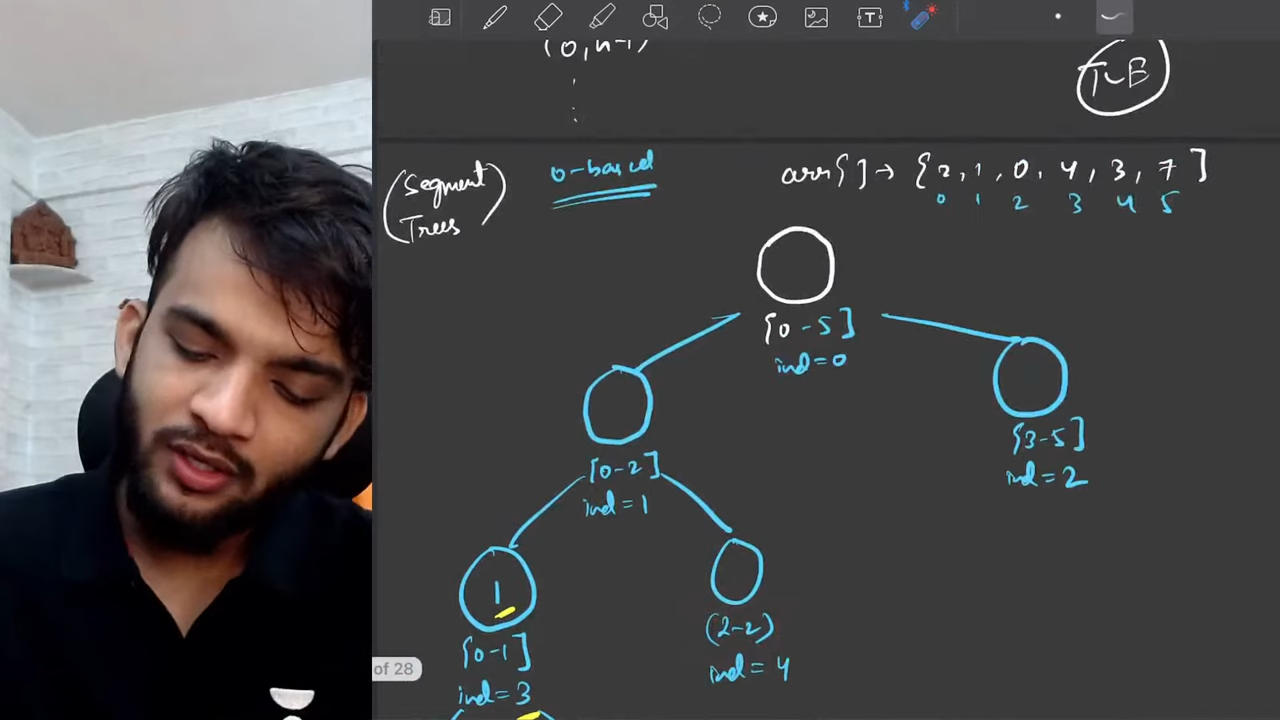 (0, n-1)
:
TLE
(Segment Trees)
0-based
arr[] → {2, 1, 0, 4, 3, 7]
0 1 2 3 4 5
[0-5]
ind=0
[0-2]
ind=1
[3-5]
ind=2
1
[0-1]
ind=3
(2-2)
ind=4
of 28